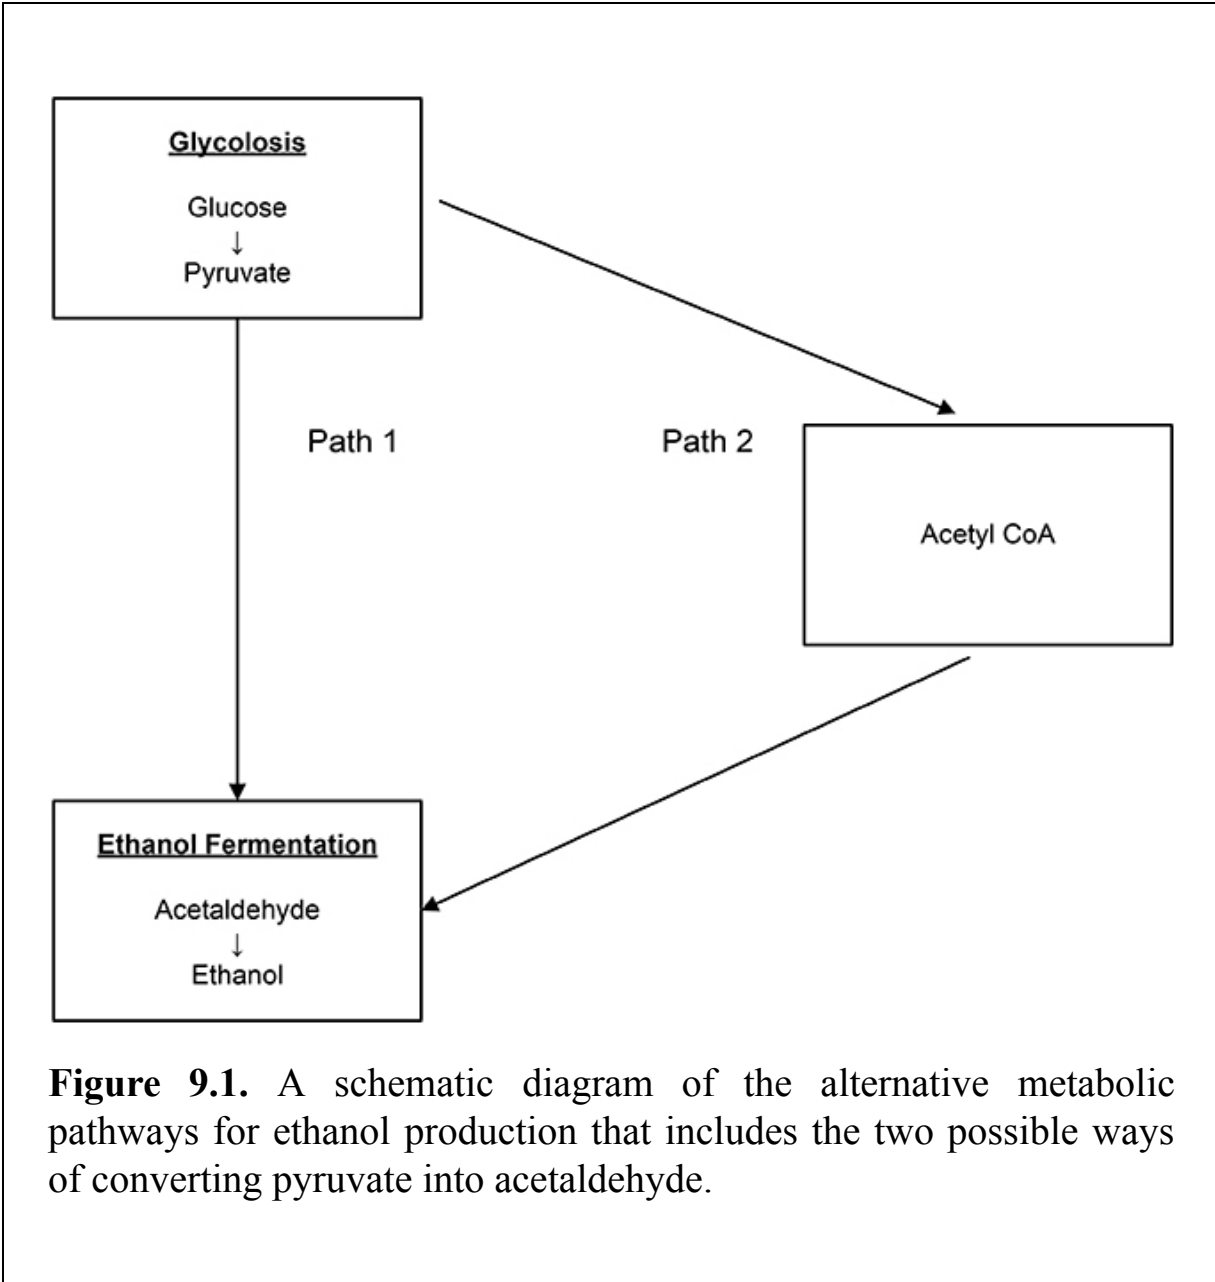 Glycolosis
Glucose
↓
Pyruvate
Path 1
Path 2
Acetyl CoA
Ethanol Fermentation
Acetaldehyde
↓
Ethanol
Figure 9.1. A schematic diagram of the alternative metabolic
pathways for ethanol production that includes the two possible ways
of converting pyruvate into acetaldehyde.